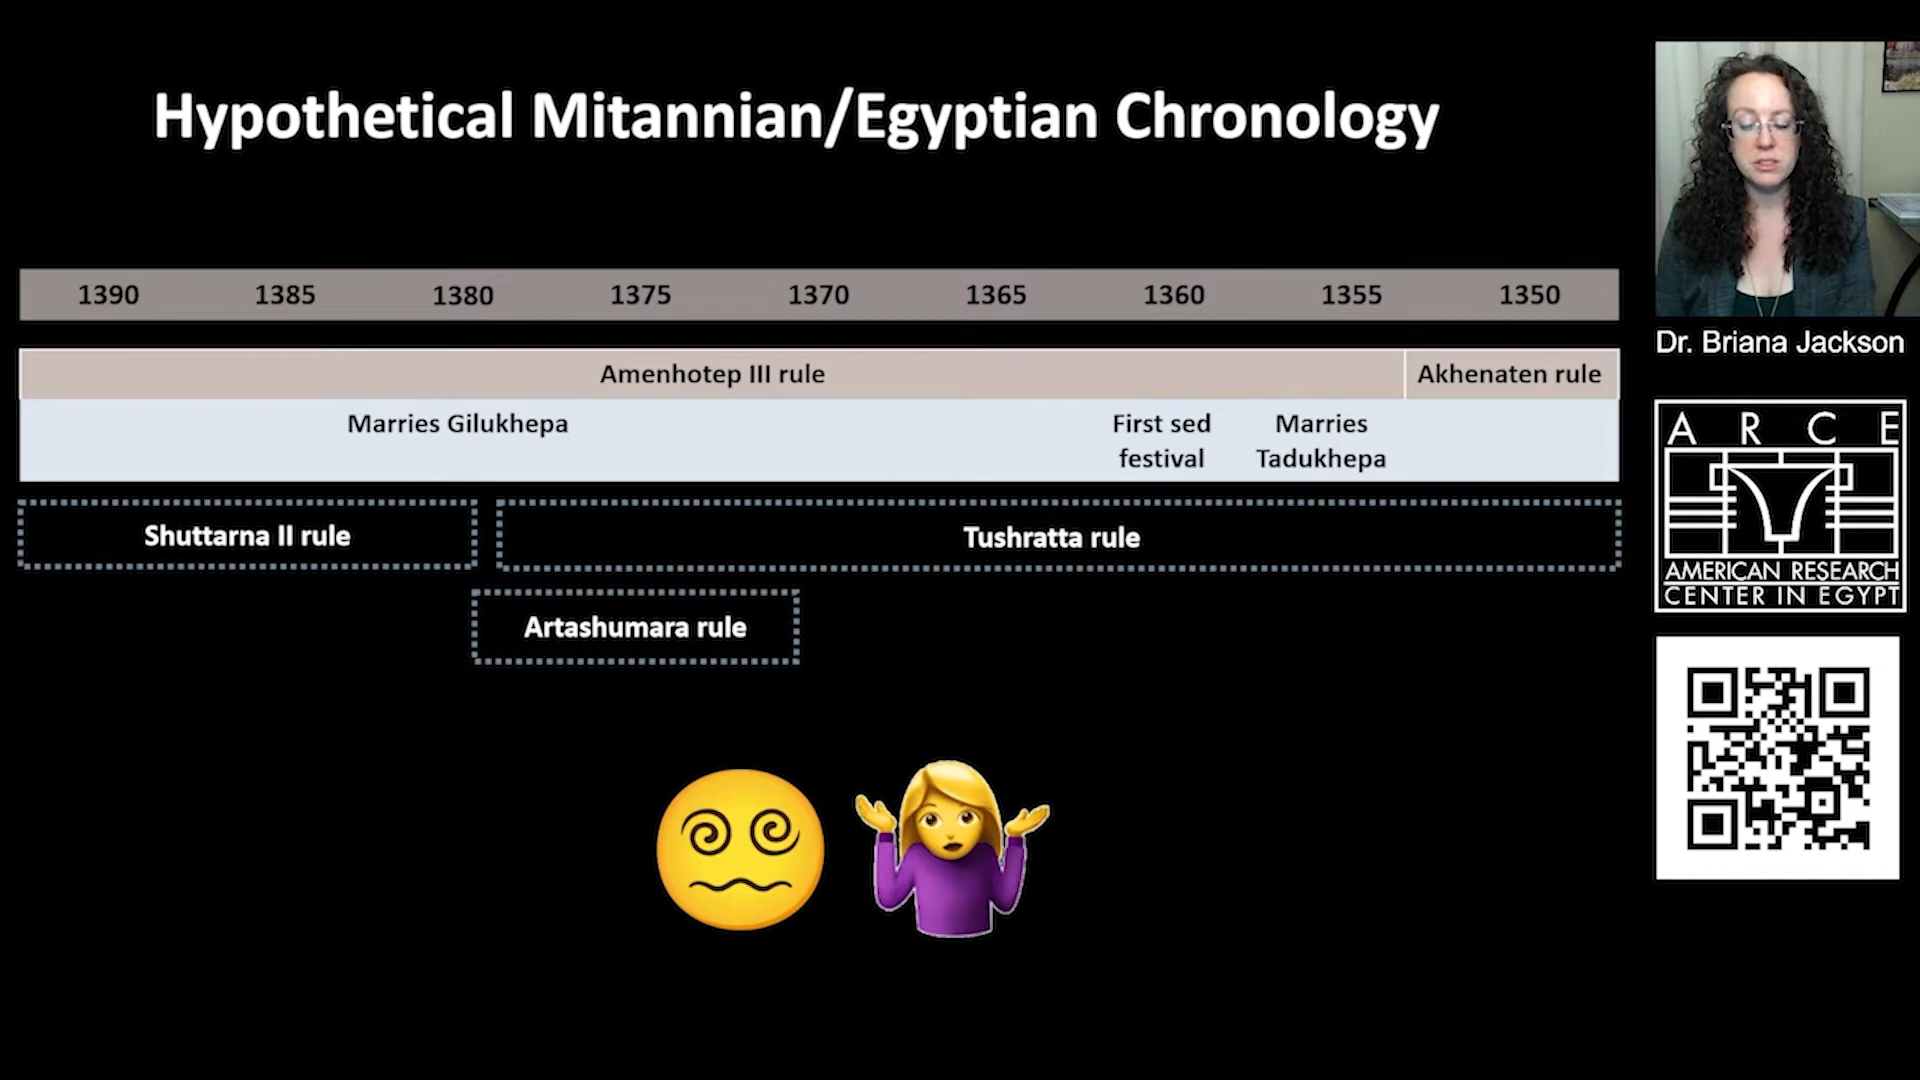 Hypothetical Mitannian/Egyptian Chronology
1390 1385 1380 1375 1370 1365 1360 1355 1350
Amenhotep III rule Akhenaten rule
Marries Gilukhepa
First sed
festival
Marries
Tadukhepa
Shuttarna II rule
Tushratta rule
Artashumara rule
Dr. Briana Jackson
ARCE
AMERICAN RESEARCH
CENTER IN EGYPT